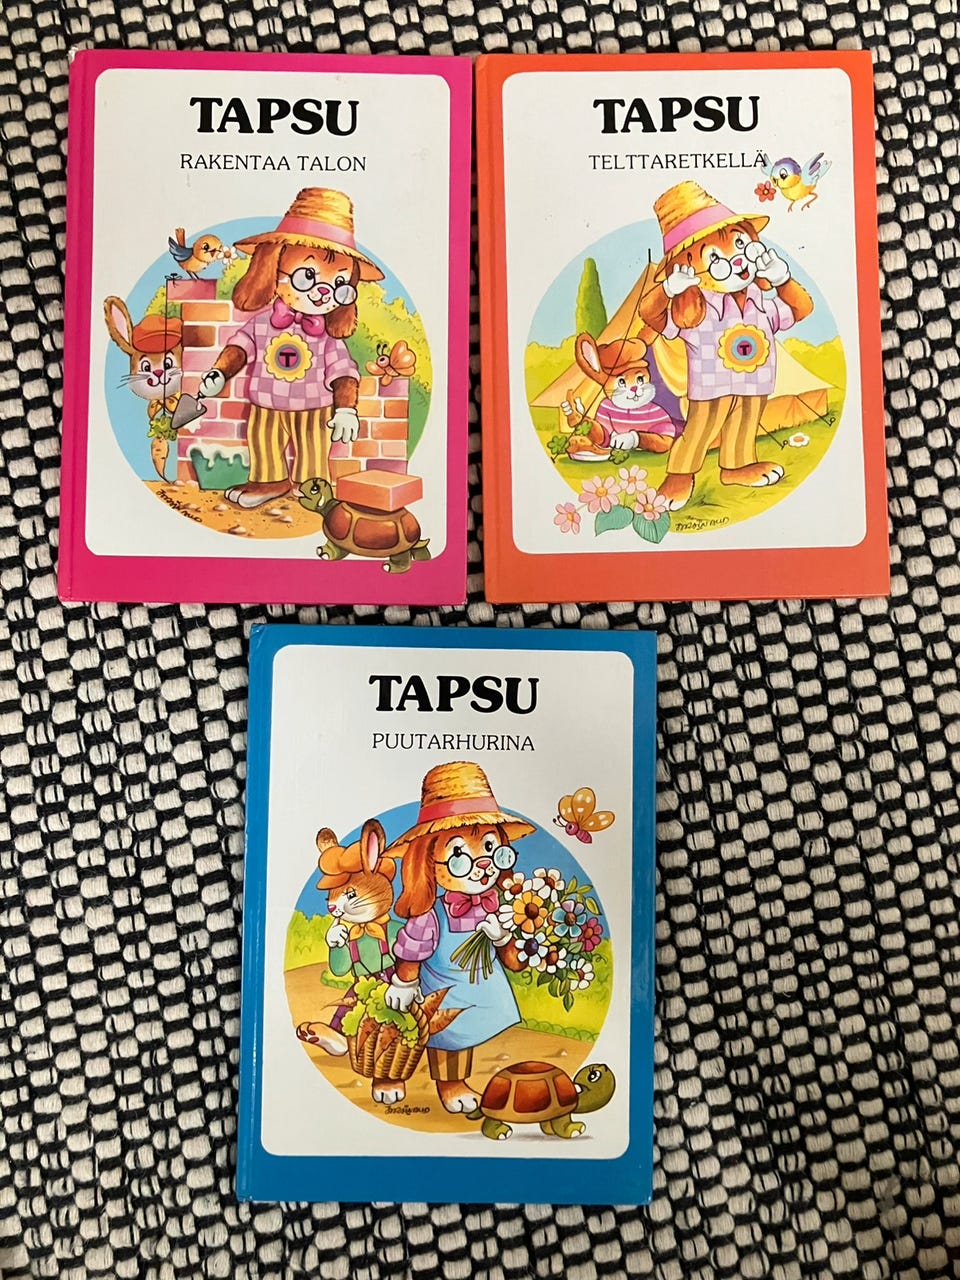 TAPSU
RAKENTAA TALON
T
TAPSU
TELTTARETKELLÄ
T
TAPSU
PUUTARHURINA